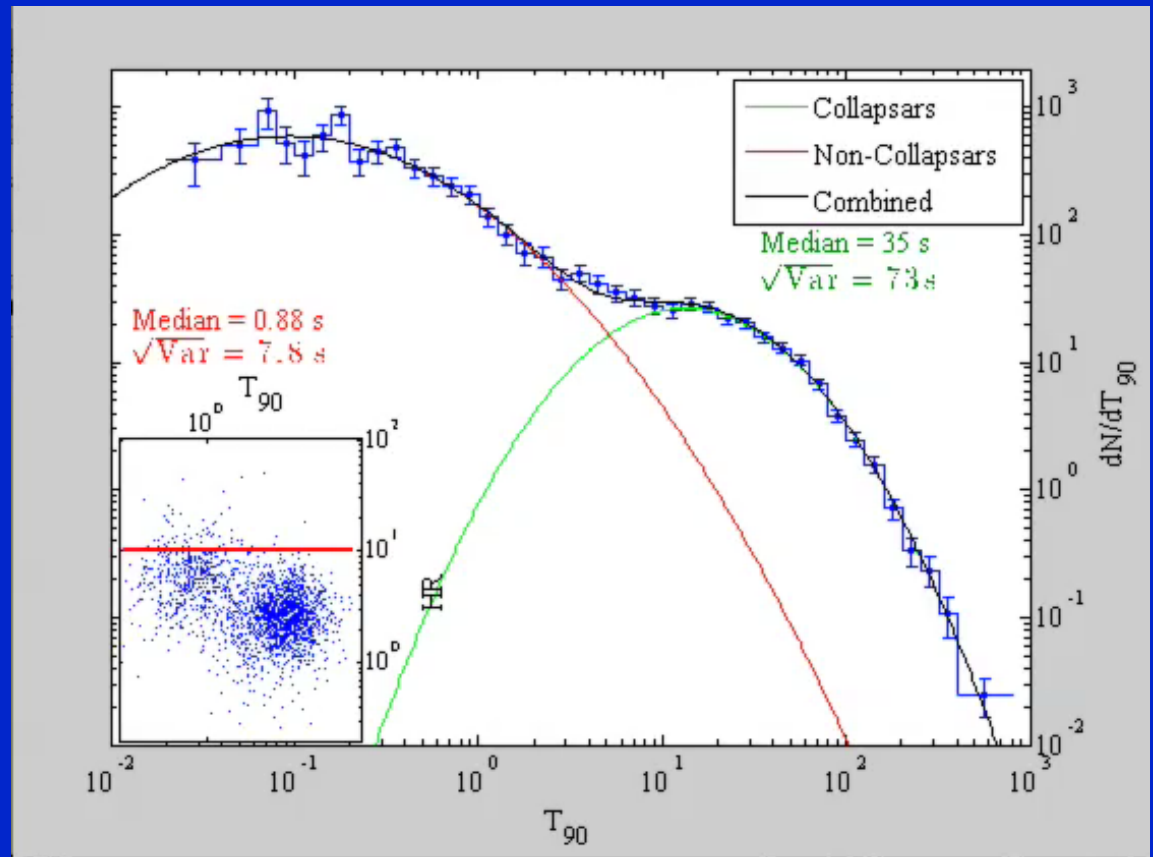 Collapsars
Non-Collapsars
Combined
Median = 35 s
√Var = 73 s
Median = 0.88 s
√Var = 7.8 s
T90
10^0
10^2
10^1
10^0
HR
10^3
10^2
10^1
10^0
10^-1
10^-2
dN/dT90
10^-2
10^-1
10^0
10^1
10^2
10^3
T90